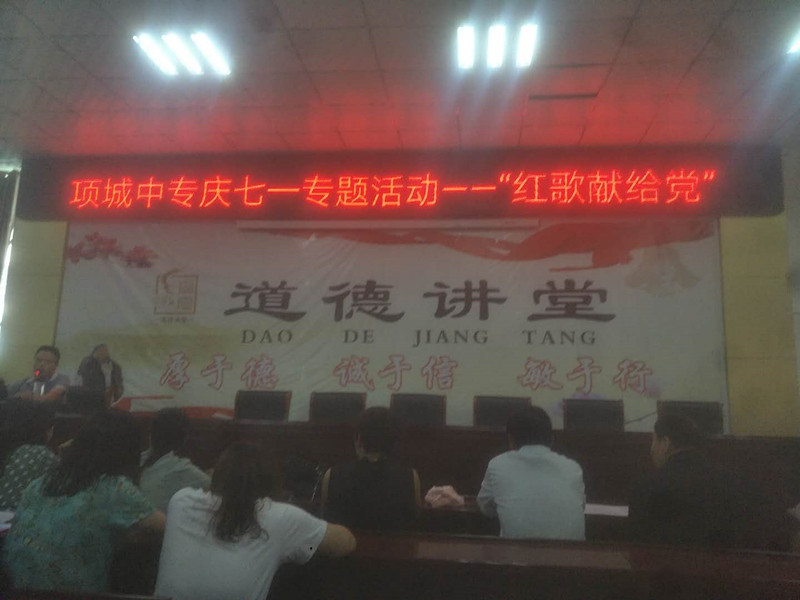 项城中专庆七一专题活动——“红歌献给党”
道德讲堂
DAO DE JIANG TANG
厚于德 诚于信 敏于行